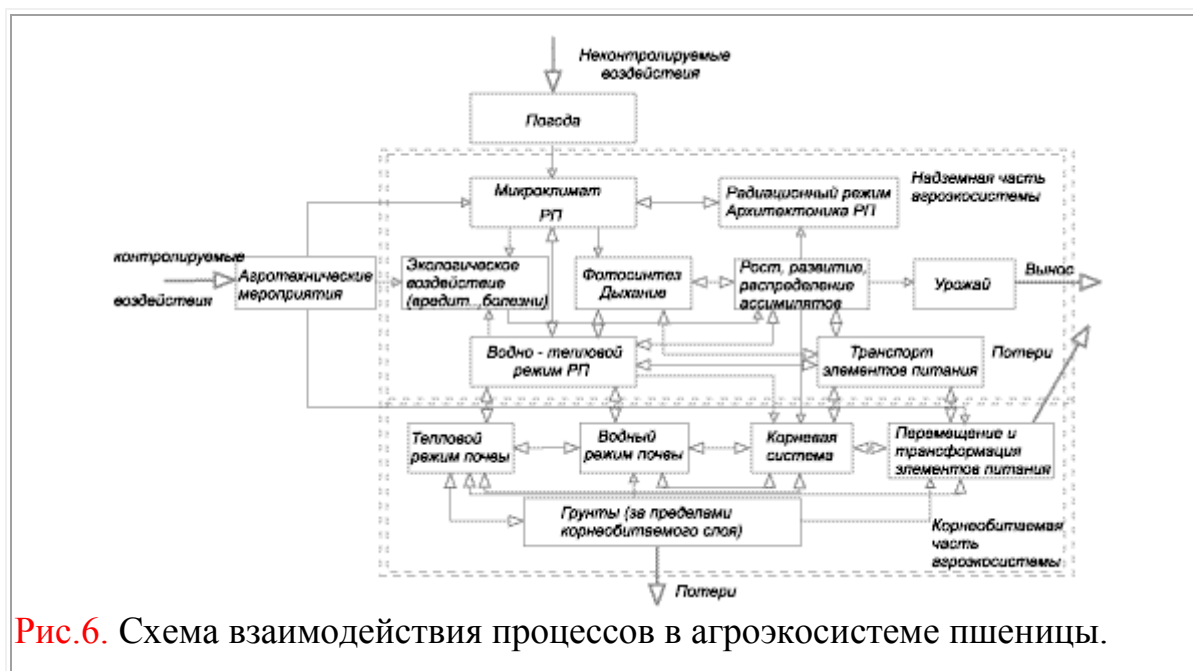 Неконтролируемые
воздействия
Погода
Микроклимат
РП
Радиационный режим
Архитектоника РП
Надземная часть
агроэкосистемы
контролируемые
воздействия
Агротехнические
мероприятия
Экологическое
воздействие
(вредит..,болезни)
Фотосинтез
Дыхание
Рост, развитие,
распределение
ассимилятов
Урожай
Вынос
Водно - тепловой
режим РП
Транспорт
элементов питания
Потери
Тепловой
режим почвы
Водный
режим почвы
Корневая
система
Перемещение и
трансформация
элементов питания
Грунты (за пределами
корнеобитаемого слоя)
Корнеобитаемая
часть
агроэкосистемы
Потери
Рис.6. Схема взаимодействия процессов в агроэкосистеме пшеницы.